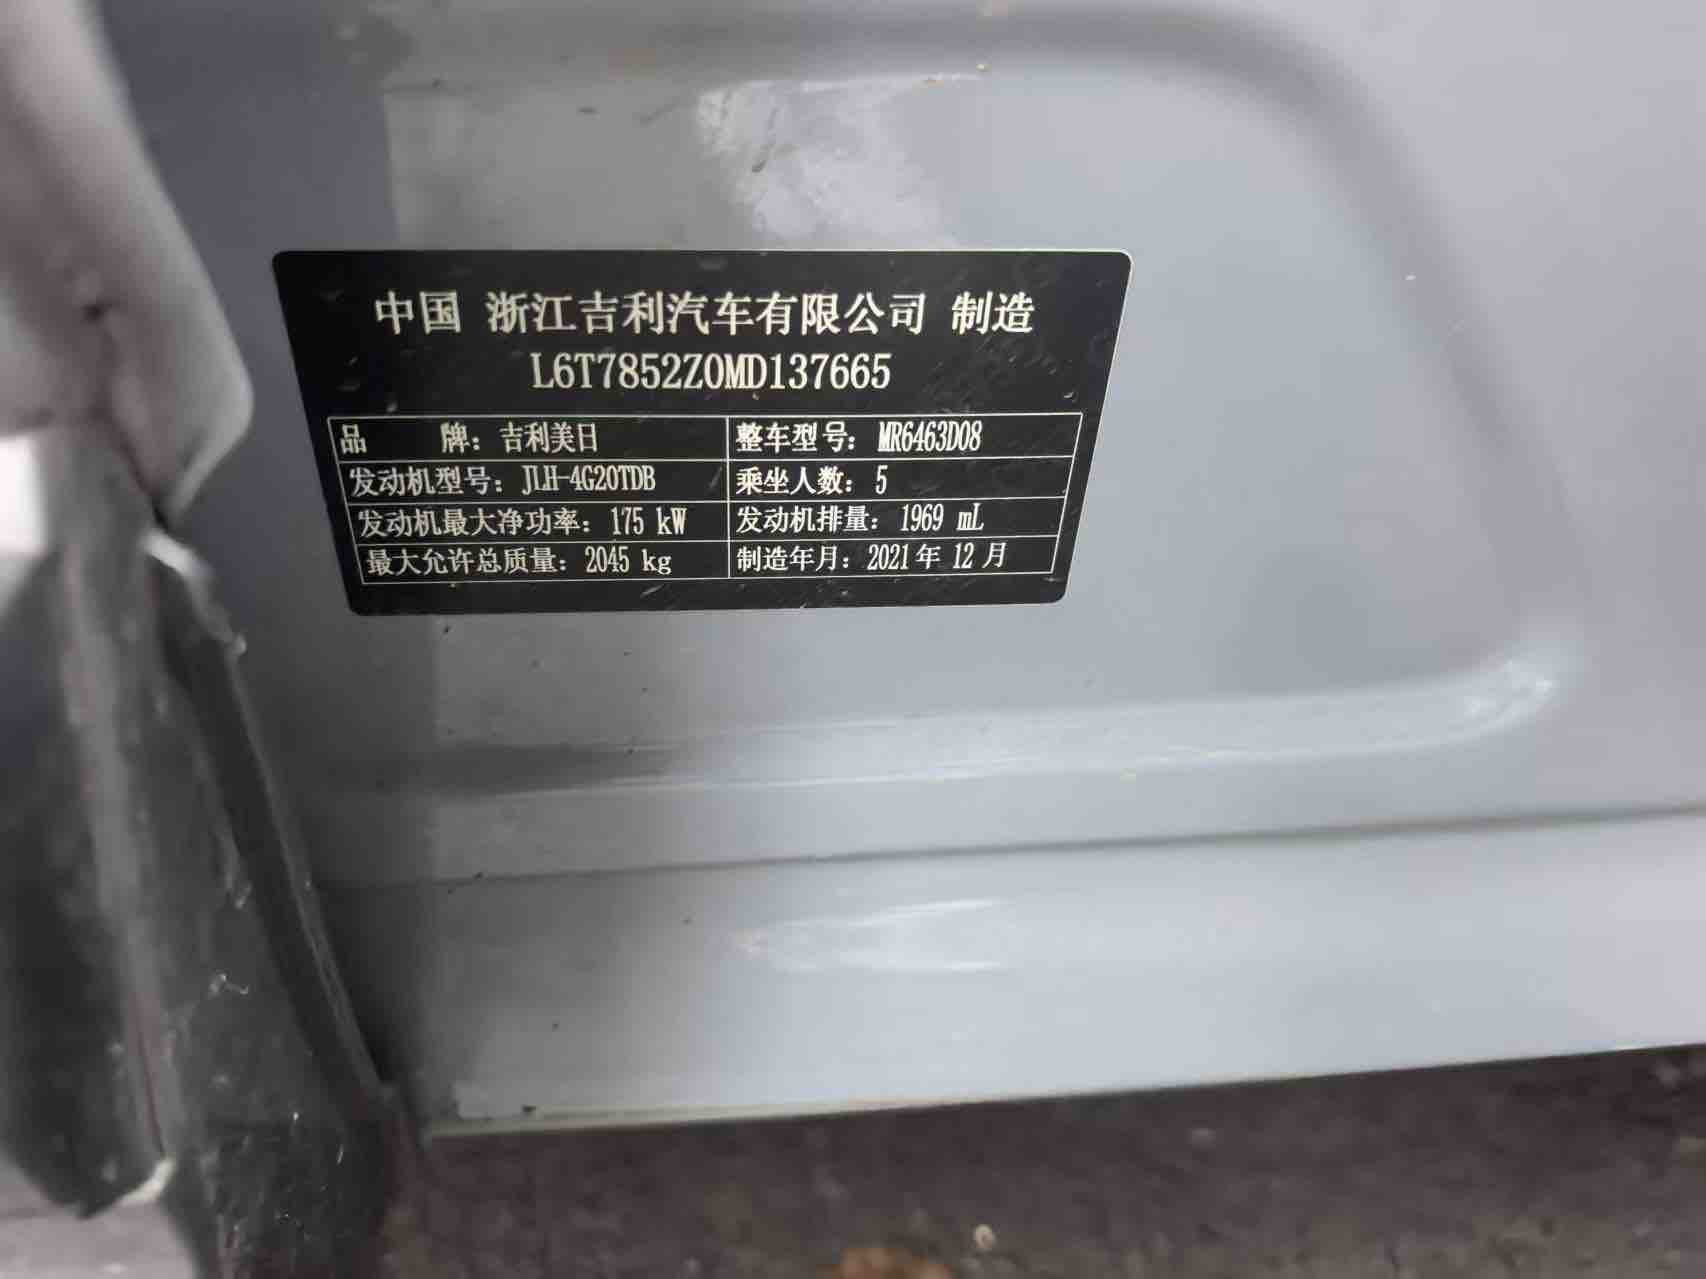 中国 浙江吉利汽车有限公司 制造
L6T7852Z0MD137665
品 牌：吉利美日 整车型号：MR6463D08
发动机型号：JLH-4G20TDB 乘坐人数：5
发动机最大净功率：175 kW 发动机排量：1969 mL
最大允许总质量：2045 kg 制造年月：2021年 12月